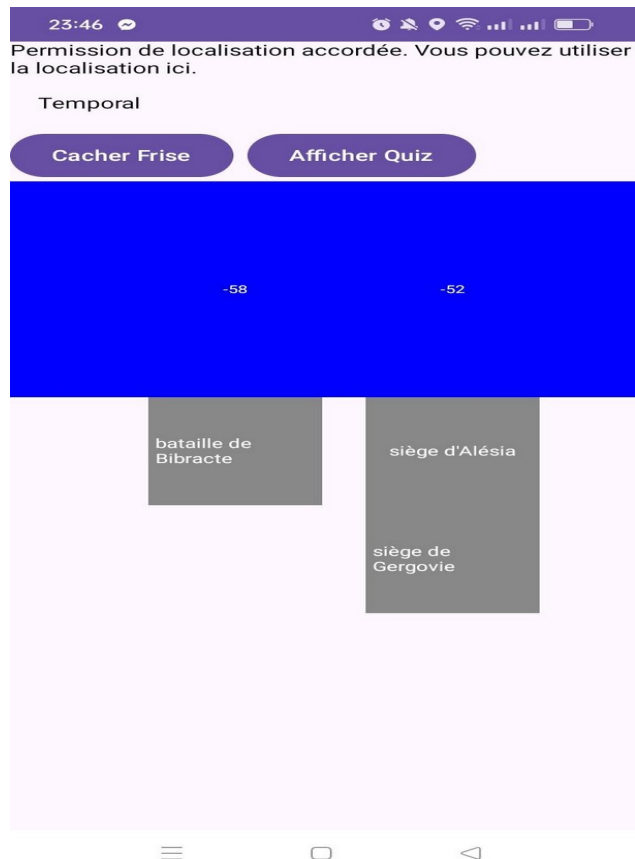 23:46
Permission de localisation accordée. Vous pouvez utiliser
la localisation ici.
Temporal
Cacher Frise
Afficher Quiz
-58
-52
bataille de
Bibracte
siège d'Alésia
siège de
Gergovie